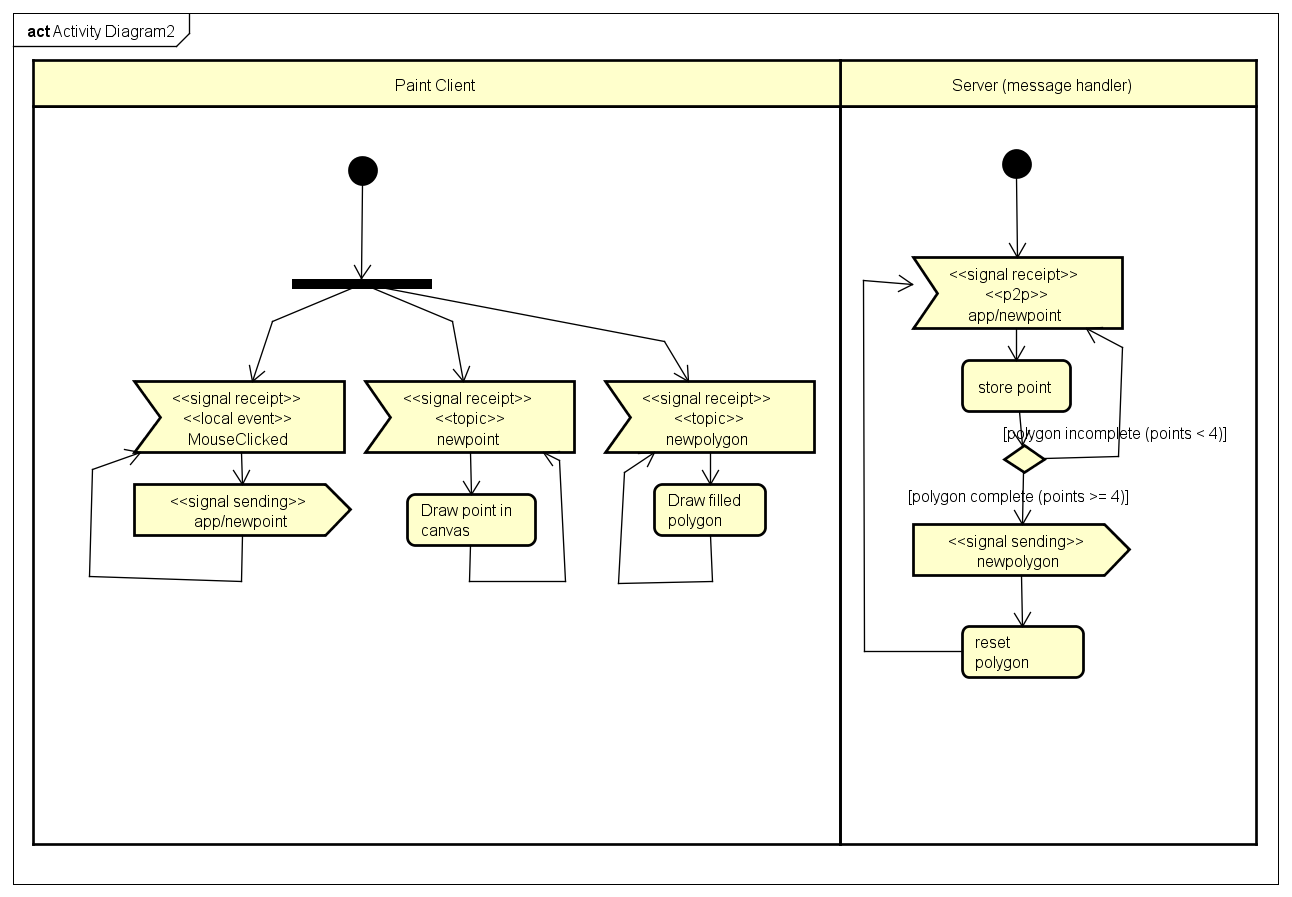 act Activity Diagram2
Paint Client
Server (message handler)
<<signal receipt>>
<<local event>>
MouseClicked
<<signal sending>>
app/newpoint
<<signal receipt>>
<<topic>>
newpoint
Draw point in
canvas
<<signal receipt>>
<<topic>>
newpolygon
Draw filled
polygon
<<signal receipt>>
<<p2p>>
app/newpoint
store point
[polygon incomplete (points < 4)]
[polygon complete (points >= 4)]
<<signal sending>>
newpolygon
reset
polygon